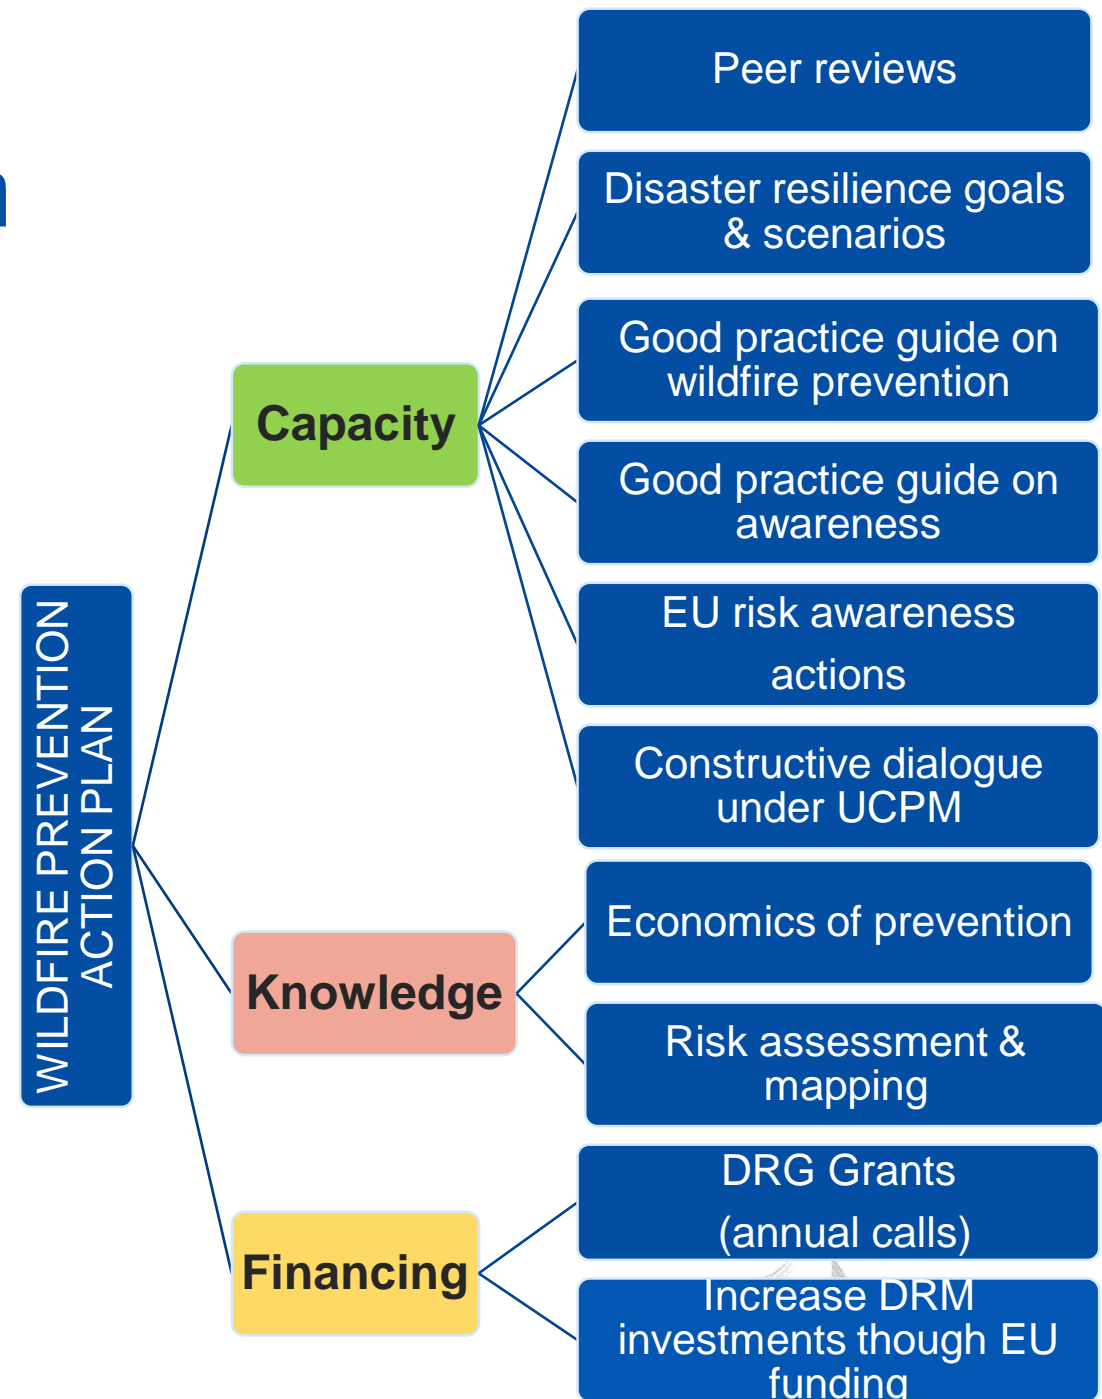 WILDFIRE PREVENTION
ACTION PLAN
Capacity
Peer reviews
Disaster resilience goals
& scenarios
Good practice guide on
wildfire prevention
Good practice guide on
awareness
EU risk awareness
actions
Constructive dialogue
under UCPM
Knowledge
Economics of prevention
Risk assessment &
mapping
Financing
DRG Grants
(annual calls)
Increase DRM
investments though EU
funding